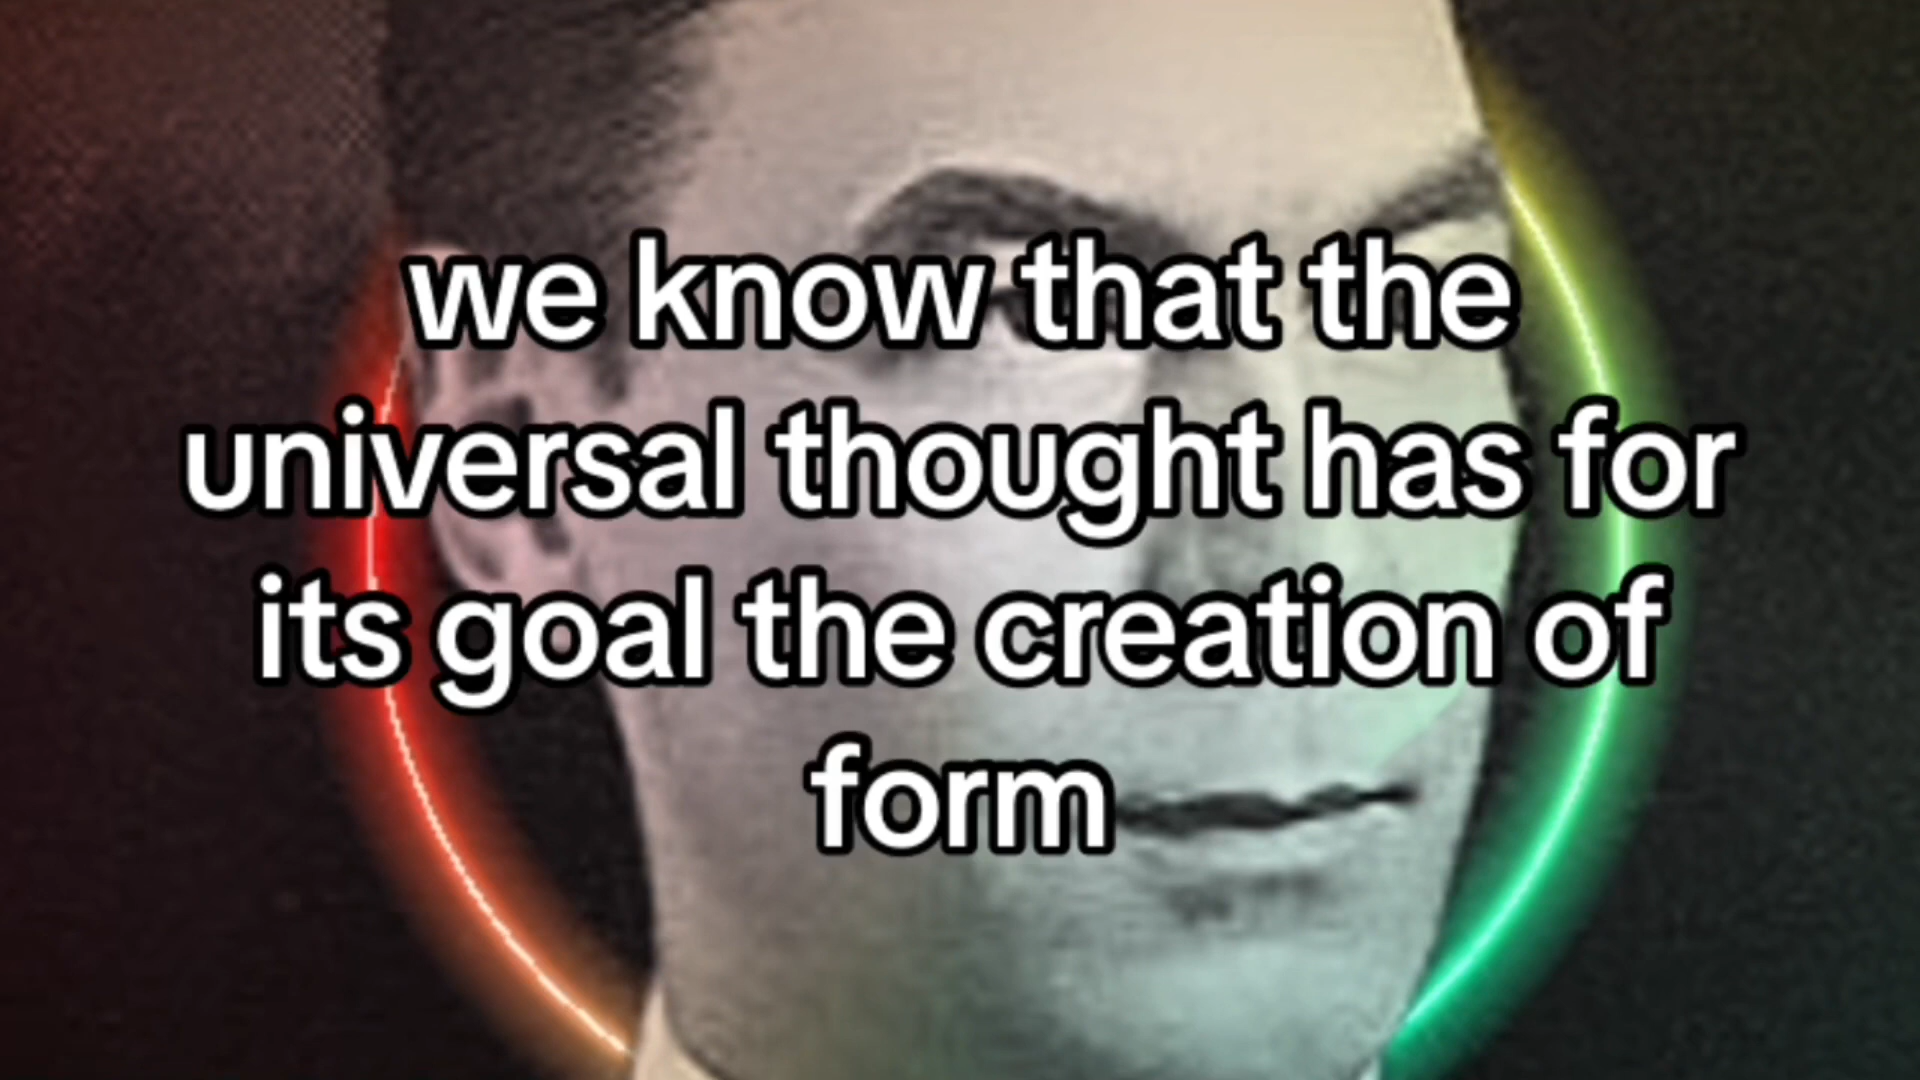 we know that the
universal thought has for
its goal the creation of
form